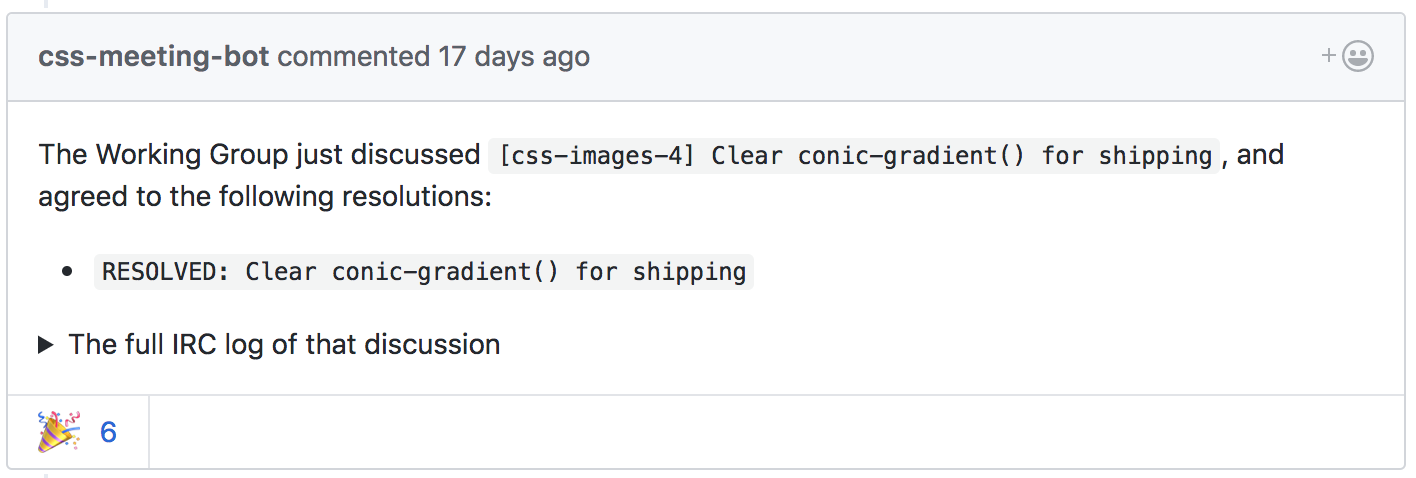 css-meeting-bot commented 17 days ago
The Working Group just discussed [css-images-4] Clear conic-gradient() for shipping, and
agreed to the following resolutions:
• RESOLVED: Clear conic-gradient() for shipping
▶ The full IRC log of that discussion
6